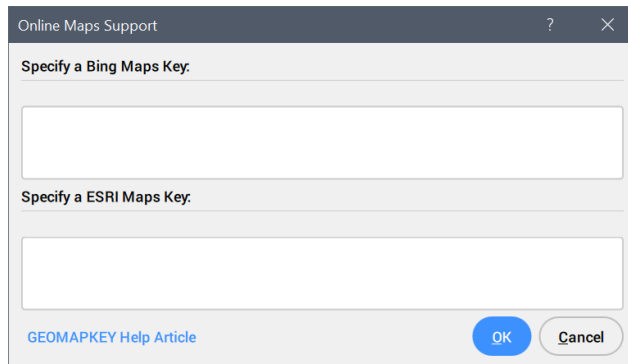 Online Maps Support ?
Specify a Bing Maps Key:
Specify a ESRI Maps Key:
GEOMAPKEY Help Article OK Cancel